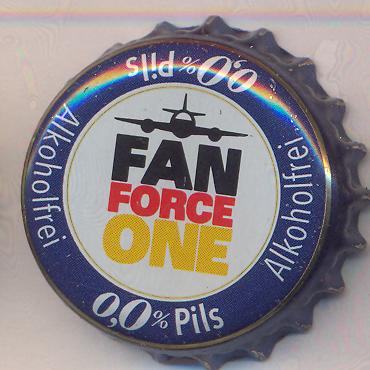 0,0% Pils
Alkoholfrei
FAN
FORCE
ONE
Alkoholfrei
0,0% Pils